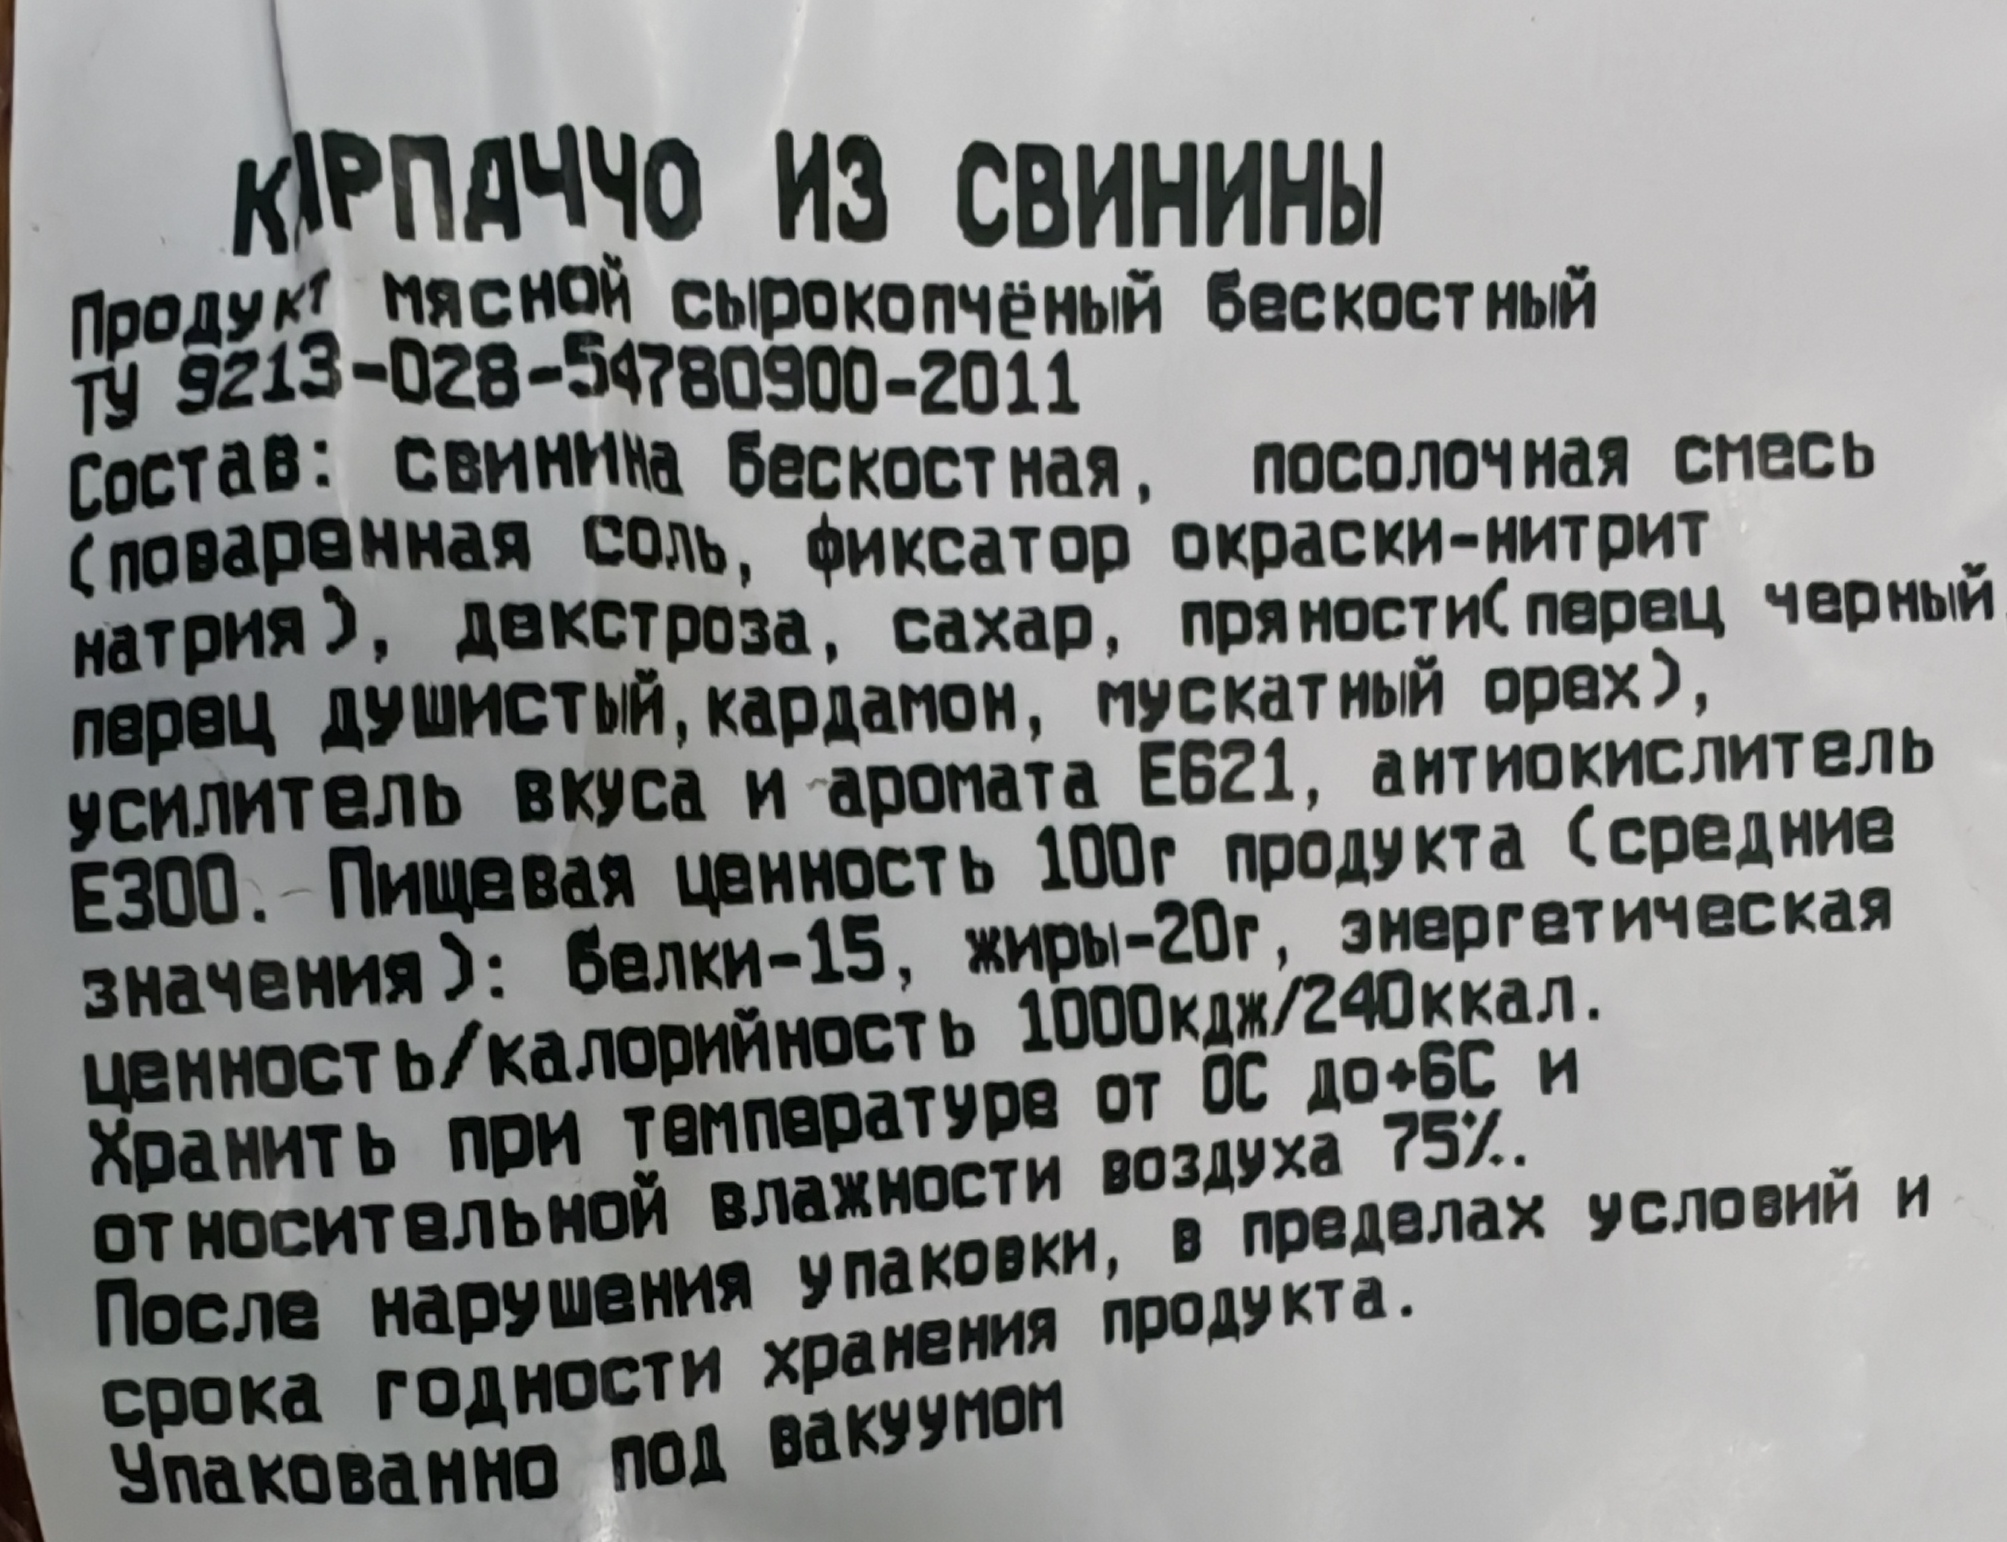 КАРПАЧЧО ИЗ СВИНИНЫ
Продукт мясной сырокопчёный бескостный
ТУ 9213-028-54780900-2011
Состав: свинина бескостная, посолочная смесь
(поваренная соль, фиксатор окраски-нитрит
натрия), декстроза, сахар, пряности(перец черный,
перец душистый,кардамон, мускатный орех),
усилитель вкуса и аромата Е621, антиокислитель
Е300. Пищевая ценность 100г продукта (средние
значения): белки-15, жиры-20г, энергетическая
ценность/калорийность 1000кдж/240ккал.
Хранить при температуре от 0С до+6С и
относительной влажности воздуха 75%.
После нарушения упаковки, в пределах условий и
срока годности хранения продукта.
Упакованно под вакуумом